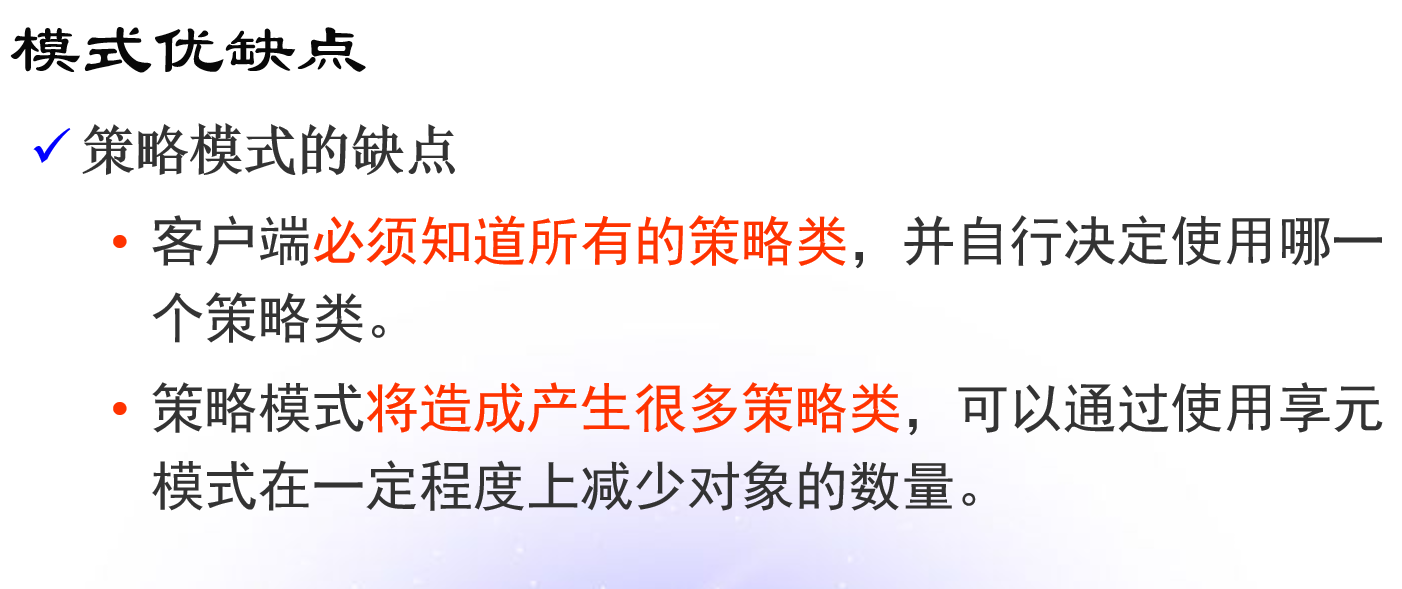 模式优缺点
策略模式的缺点
• 客户端必须知道所有的策略类，并自行决定使用哪一
个策略类。
• 策略模式将造成产生很多策略类，可以通过使用享元
模式在一定程度上减少对象的数量。